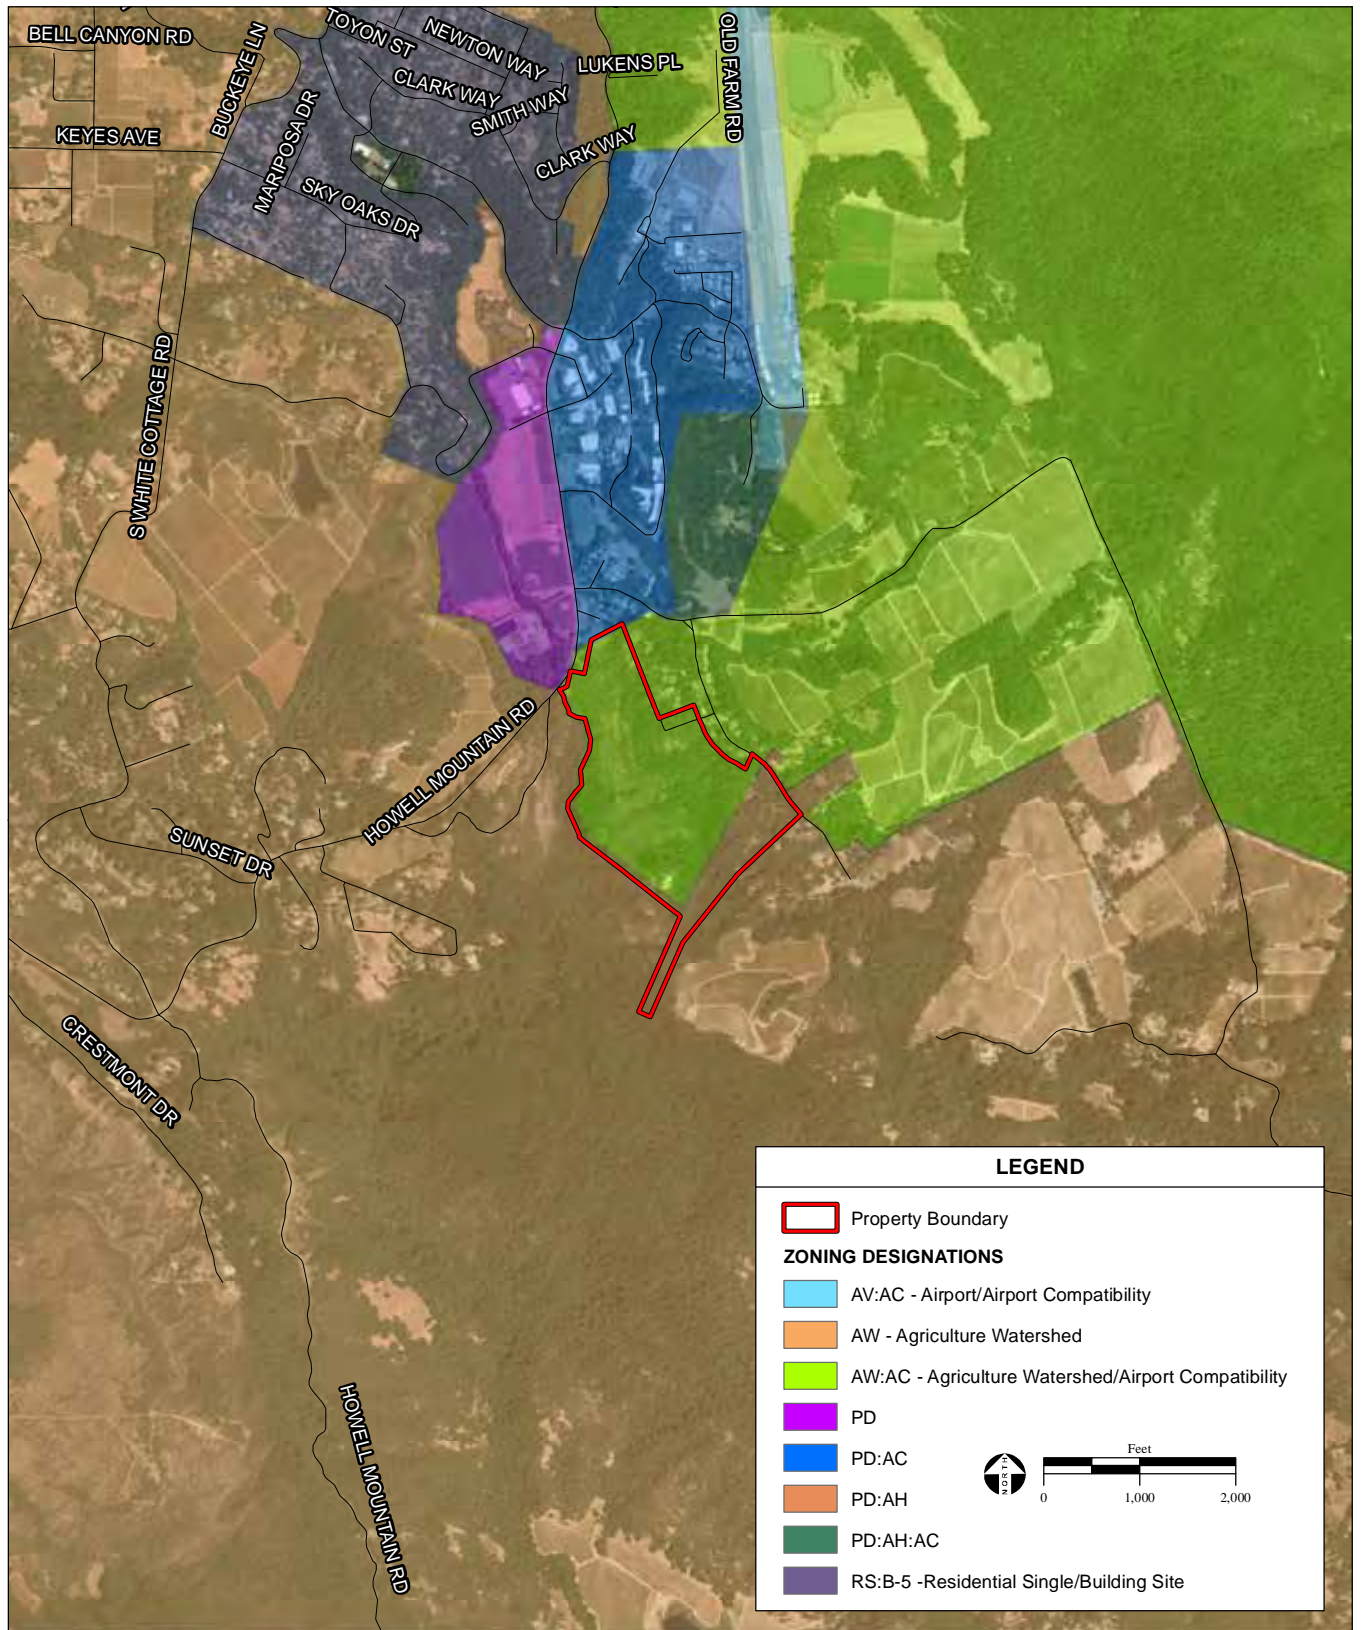 BELL CANYON RD
TOYON ST
NEWTON WAY
LUKENS PL
OLD FARM RD
BUCKEYE LN
CLARK WAY
SMITH WAY
KEYES AVE
MARIPOSA DR
CLARK WAY
SKY OAKS DR
S WHITE COTTAGE RD
HOWELL MOUNTAIN RD
SUNSET DR
CRESTMONT DR
HOWELL MOUNTAIN RD
LEGEND
Property Boundary
ZONING DESIGNATIONS
AV:AC - Airport/Airport Compatibility
AW - Agriculture Watershed
AW:AC - Agriculture Watershed/Airport Compatibility
PD
PD:AC
PD:AH
PD:AH:AC
RS:B-5 -Residential Single/Building Site
NORTH
Feet
0 1,000 2,000